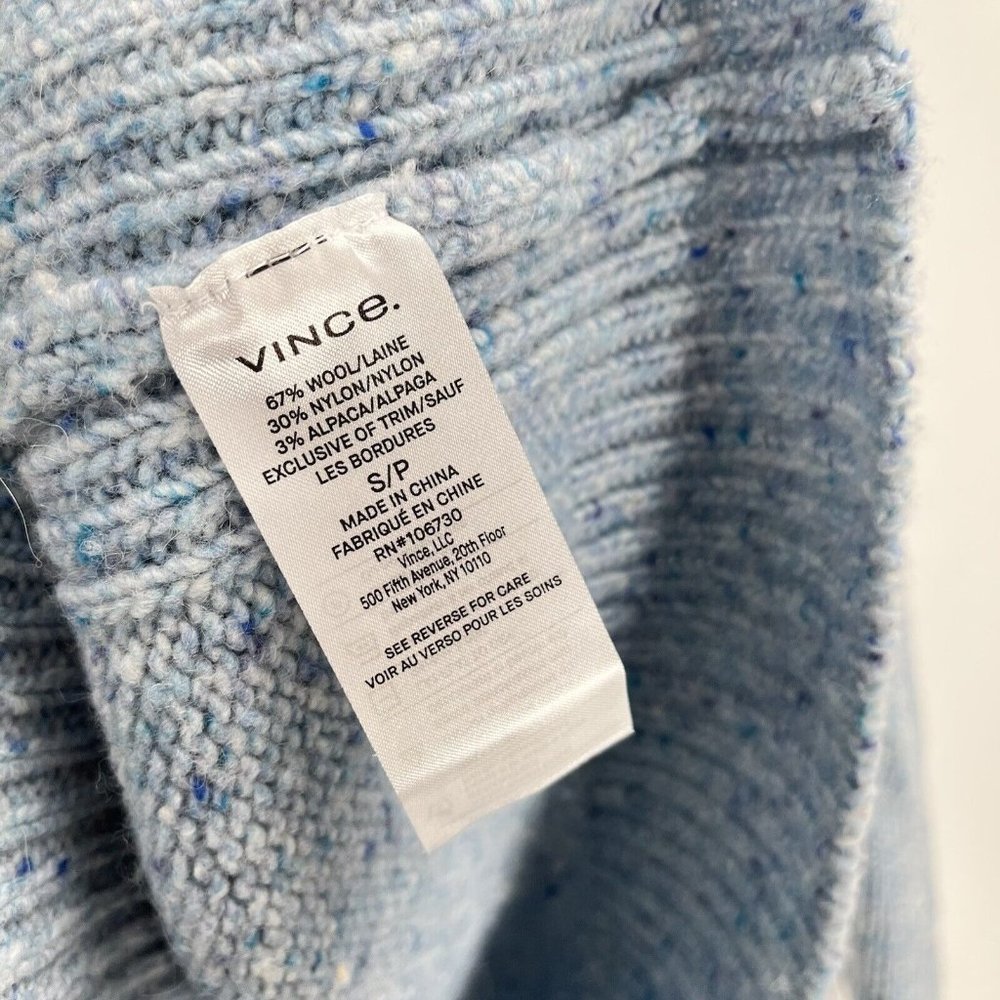 VINCe.
67% WOOL/LAINE
30% NYLON/NYLON
3% ALPACA/ALPAGA
EXCLUSIVE OF TRIM/SAUF
LES BORDURES
S/P
MADE IN CHINA
FABRIQUÉ EN CHINE
RN#106730
Vince, LLC
500 Fifth Avenue, 20th Floor
New York, NY 10110
SEE REVERSE FOR CARE
VOIR AU VERSO POUR LES SOINS